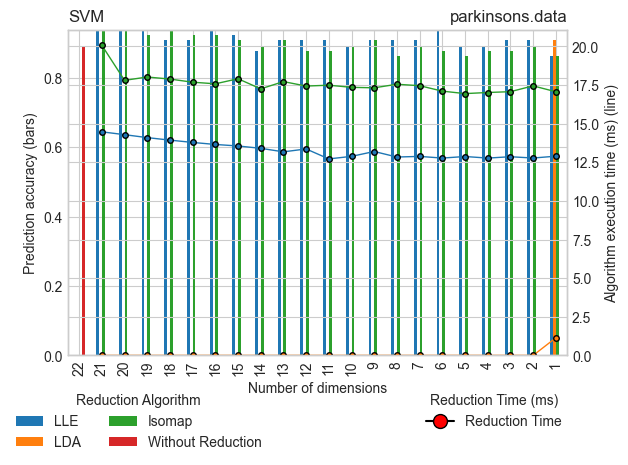 SVM
parkinsons.data
Prediction accuracy (bars)
0.8
0.6
0.4
0.2
0.0
20.0
17.5
15.0
12.5
10.0
7.5
5.0
2.5
0.0
Algorithm execution time (ms) (line)
22 21 20 19 18 17 16 15 14 13 12 11 10 9 8 7 6 5 4 3 2 1
Number of dimensions
Reduction Algorithm
LLE
LDA
Isomap
Without Reduction
Reduction Time (ms)
Reduction Time